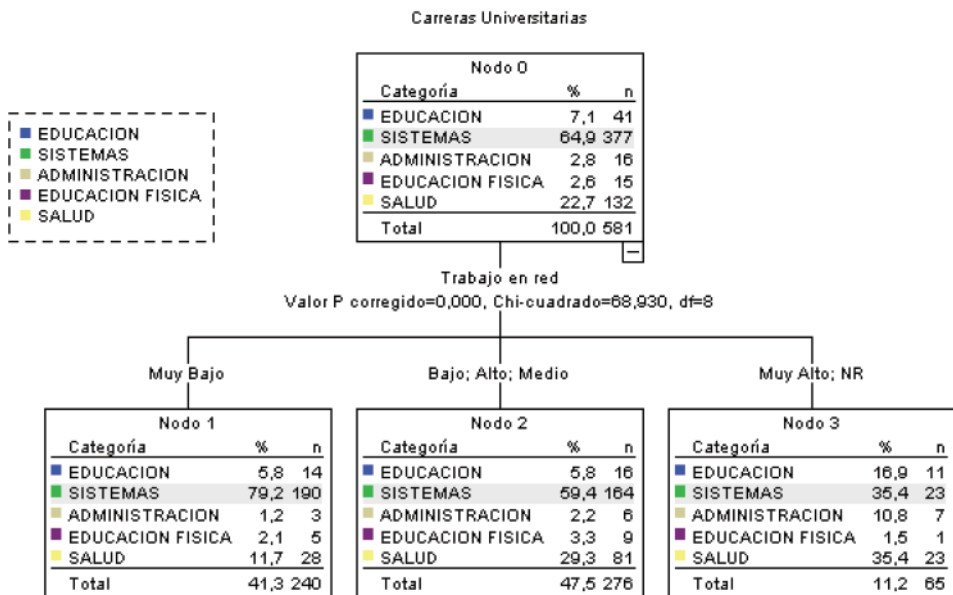 Carreras Universitarias
Nodo 0
Categoría % n
EDUCACION 7,1 41
SISTEMAS 64,9 377
ADMINISTRACION 2,8 16
EDUCACION FISICA 2,6 15
SALUD 22,7 132
Total 100,0 581
EDUCACION
SISTEMAS
ADMINISTRACION
EDUCACION FISICA
SALUD
Trabajo en red
Valor P corregido=0,000, Chi-cuadrado=68,930, df=8
Muy Bajo
Bajo; Alto; Medio
Muy Alto; NR
Nodo 1
Categoría % n
EDUCACION 5,8 14
SISTEMAS 79,2 190
ADMINISTRACION 1,2 3
EDUCACION FISICA 2,1 5
SALUD 11,7 28
Total 41,3 240
Nodo 2
Categoría % n
EDUCACION 5,8 16
SISTEMAS 59,4 164
ADMINISTRACION 2,2 6
EDUCACION FISICA 3,3 9
SALUD 29,3 81
Total 47,5 276
Nodo 3
Categoría % n
EDUCACION 16,9 11
SISTEMAS 35,4 23
ADMINISTRACION 10,8 7
EDUCACION FISICA 1,5 1
SALUD 35,4 23
Total 11,2 65